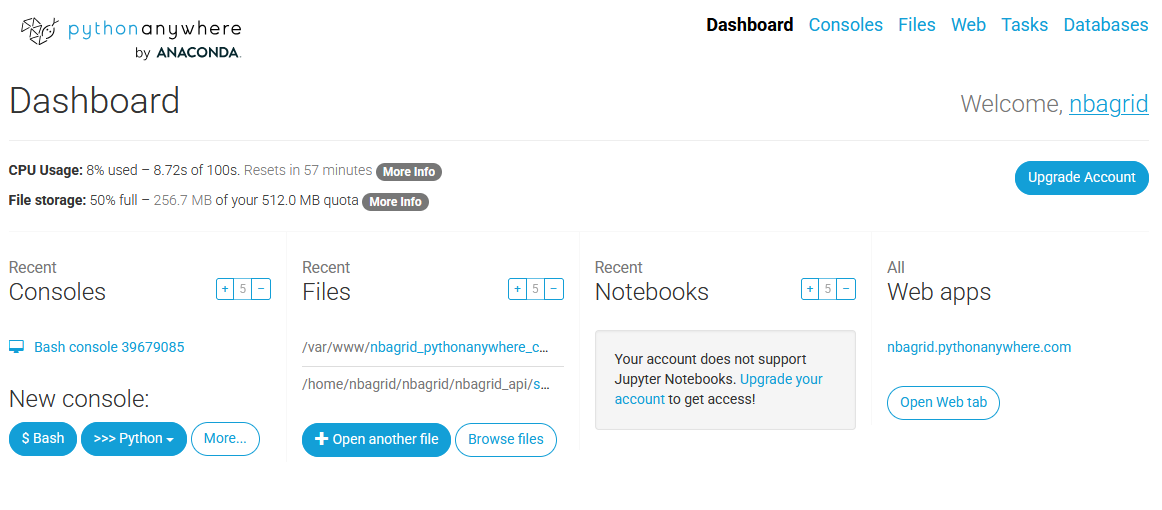 pythonanywhere
by ANACONDA.
Dashboard Consoles Files Web Tasks Databases
Dashboard
Welcome, nbagrid
CPU Usage: 8% used – 8.72s of 100s. Resets in 57 minutes More Info
File storage: 50% full – 256.7 MB of your 512.0 MB quota More Info
Upgrade Account
Recent
Consoles
+ 5 −
Bash console 39679085
New console:
$ Bash
>>> Python
More...
Recent
Files
+ 5 −
/var/www/nbagrid_pythonanywhere_c...
/home/nbagrid/nbagrid/nbagrid_api/s...
+ Open another file
Browse files
Recent
Notebooks
+ 5 −
Your account does not support
Jupyter Notebooks. Upgrade your
account to get access!
All
Web apps
nbagrid.pythonanywhere.com
Open Web tab